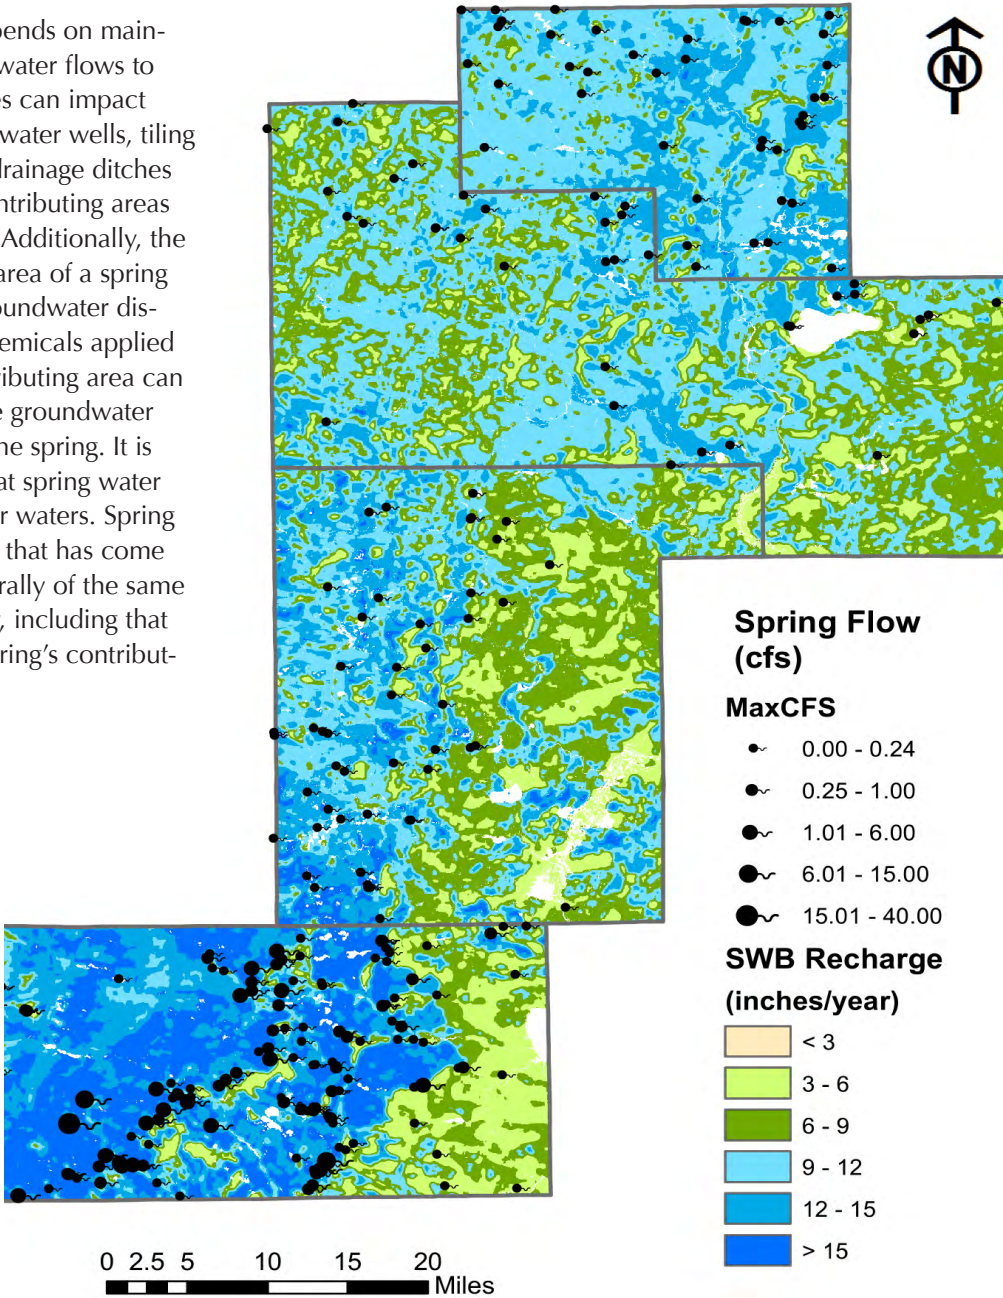 pends on main-
water flows to
es can impact
water wells, tiling
drainage ditches
ntributing areas
Additionally, the
area of a spring
oundwater dis-
emicals applied
ributing area can
e groundwater
he spring. It is
at spring water
r waters. Spring
that has come
rally of the same
, including that
ring's contribut-
N
Spring Flow
(cfs)
MaxCFS
0.00 - 0.24
0.25 - 1.00
1.01 - 6.00
6.01 - 15.00
15.01 - 40.00
SWB Recharge
(inches/year)
< 3
3 - 6
6 - 9
9 - 12
12 - 15
> 15
0 2.5 5 10 15 20
Miles